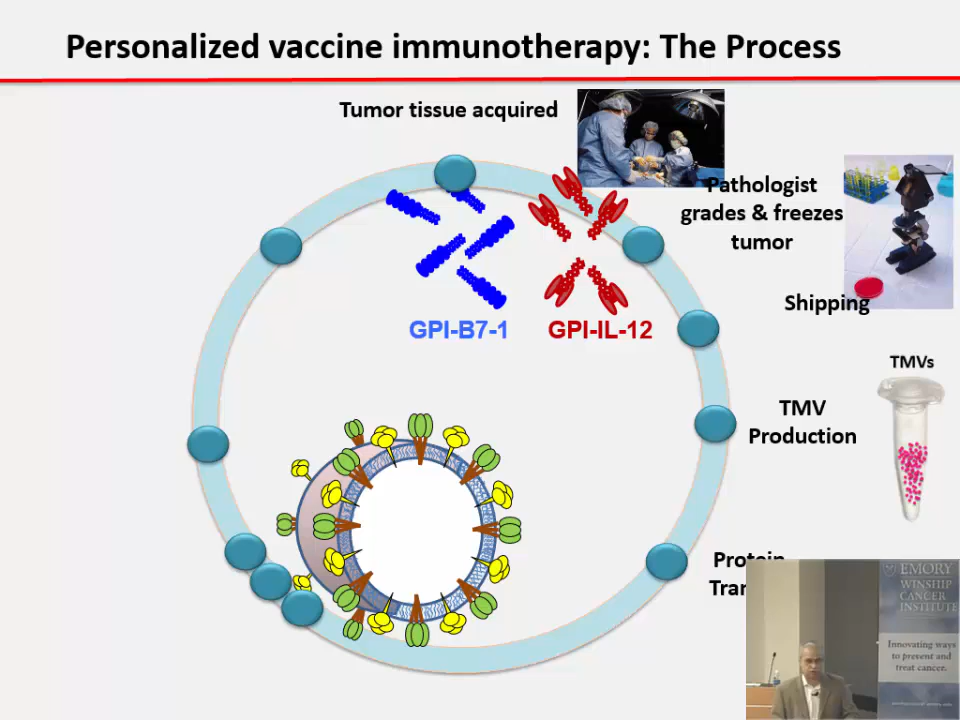 Personalized vaccine immunotherapy: The Process
Tumor tissue acquired
Pathologist
grades & freezes
tumor
Shipping
GPI-B7-1
GPI-IL-12
TMVs
TMV
Production
Protein
EMORY
WINSHIP
CANCER
INSTITUTE
Innovating ways
to prevent and
treat cancer.